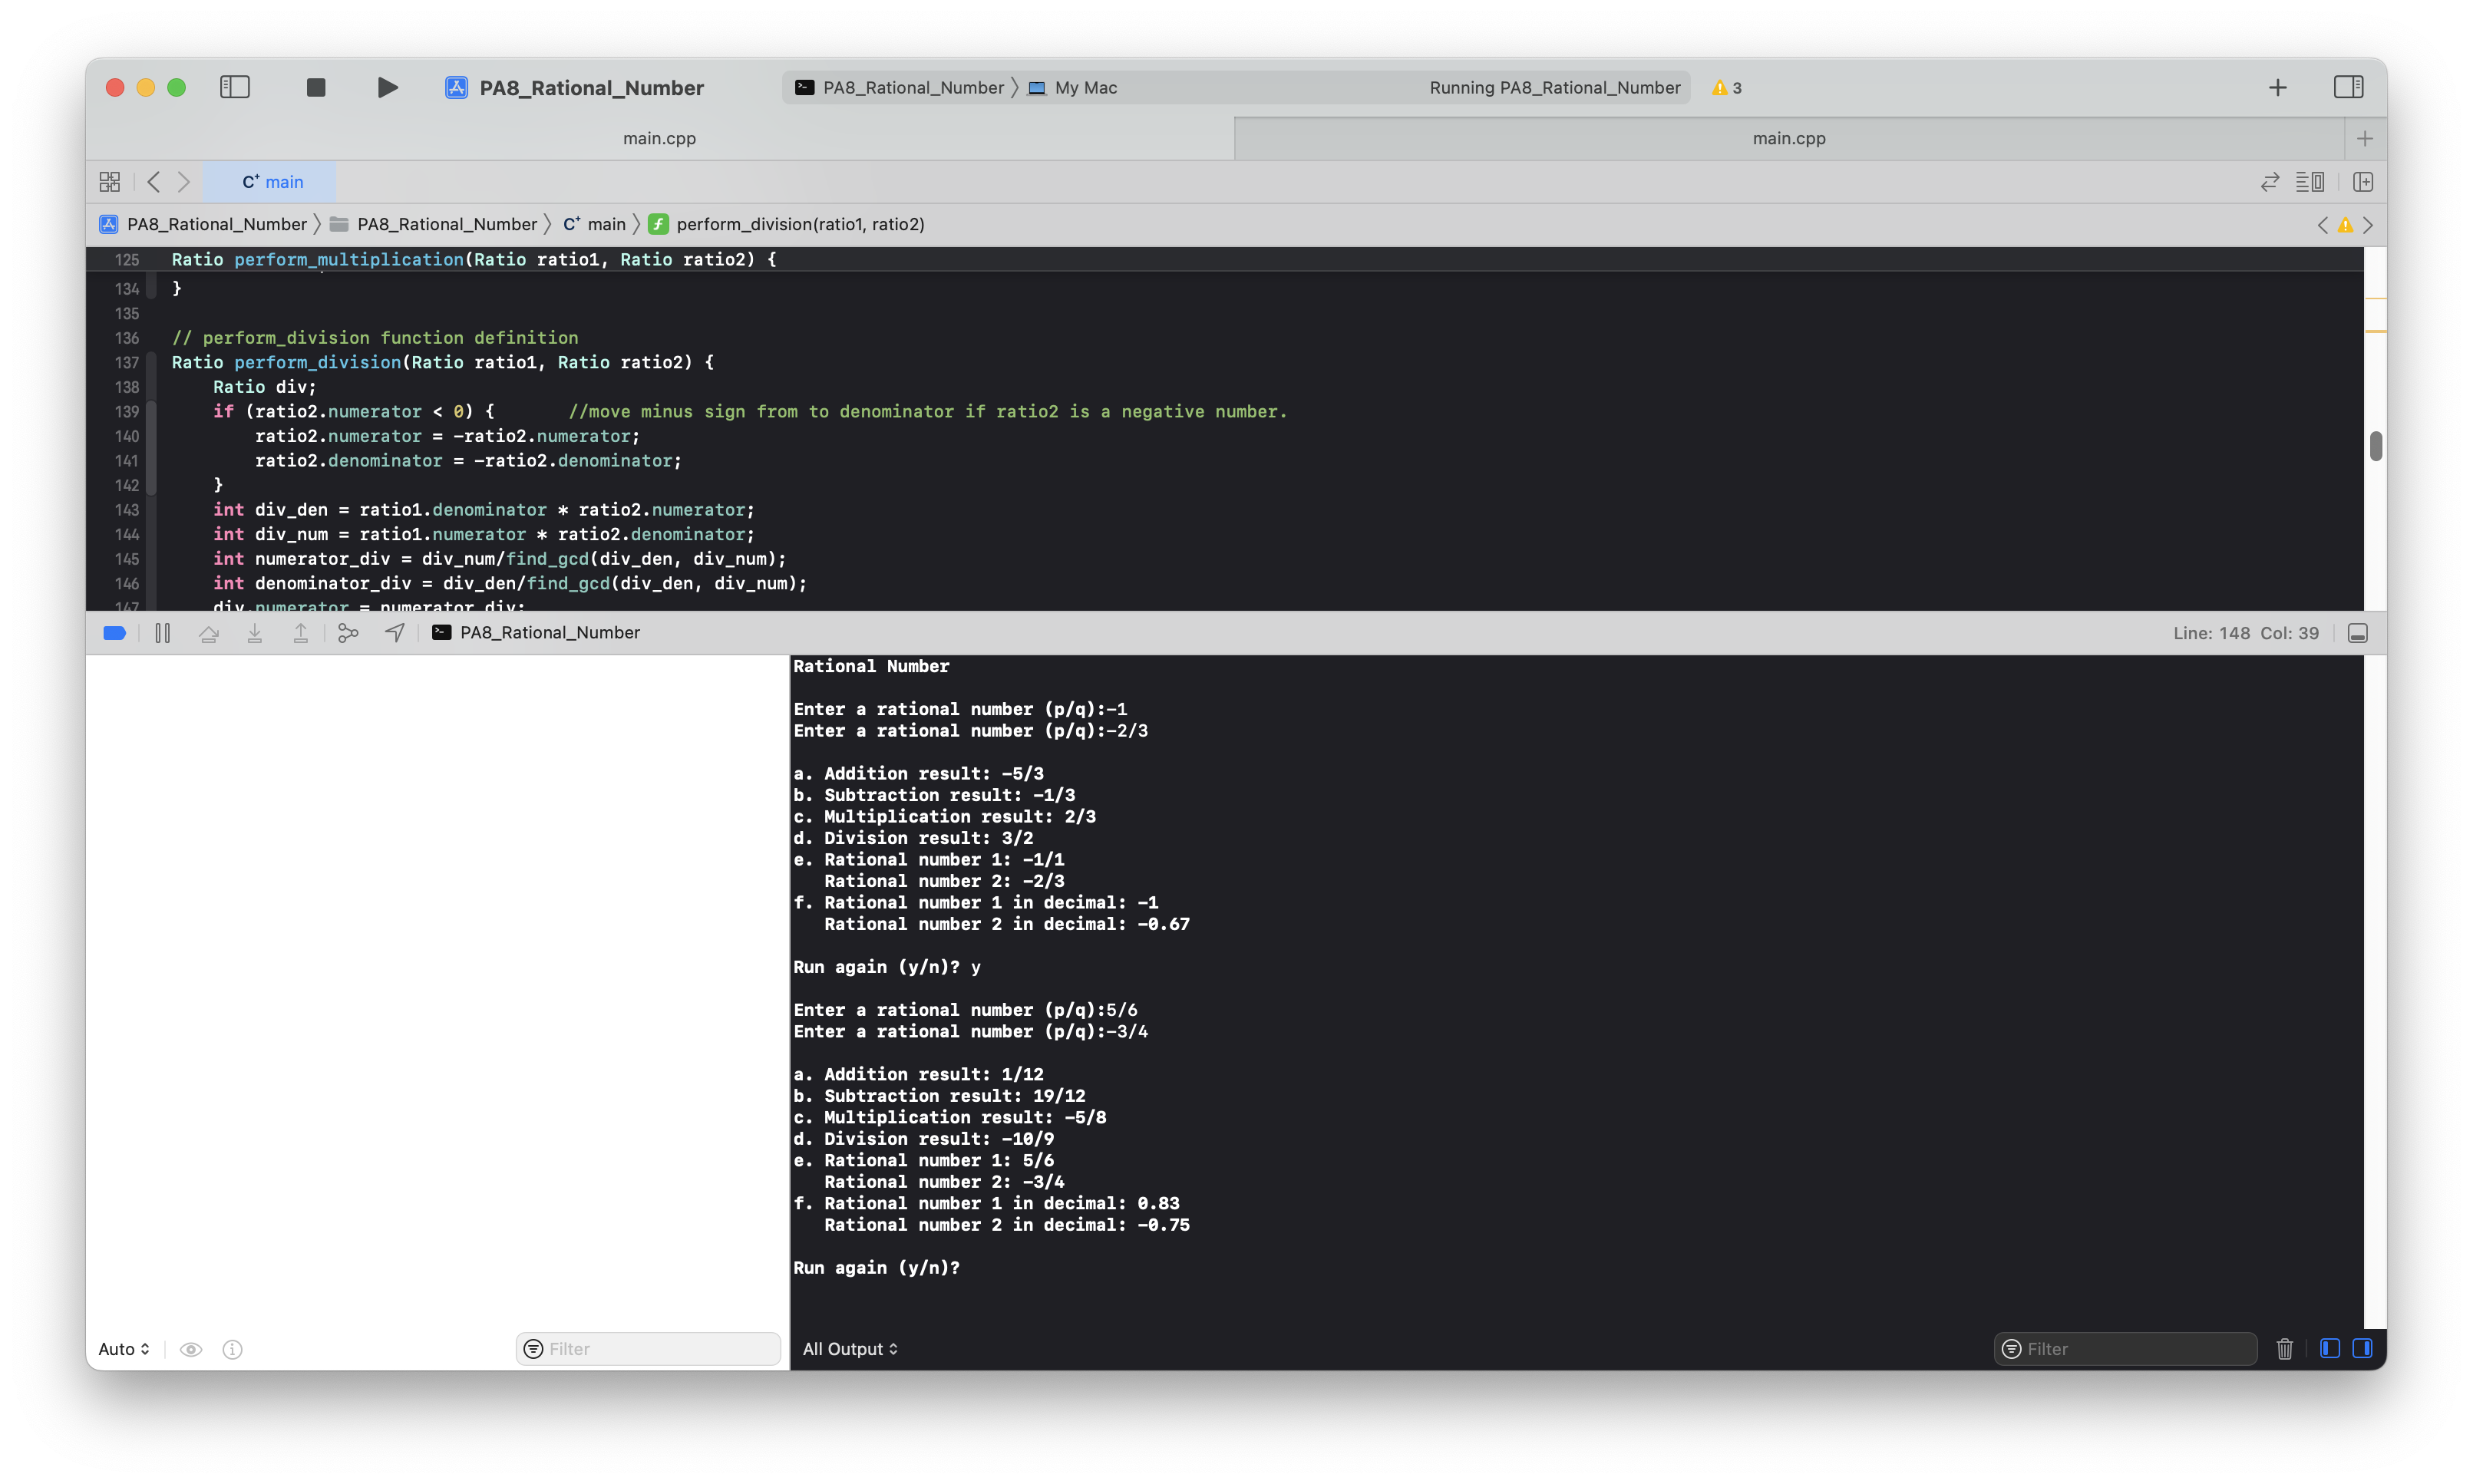 PA8_Rational_Number
PA8_Rational_Number My Mac
Running PA8_Rational_Number
3
main.cpp
main.cpp
C+ main
PA8_Rational_Number PA8_Rational_Number C+ main f perform_division(ratio1, ratio2)
125 Ratio perform_multiplication(Ratio ratio1, Ratio ratio2) {
134 }
135
136 // perform_division function definition
137 Ratio perform_division(Ratio ratio1, Ratio ratio2) {
138 Ratio div;
139 if (ratio2.numerator < 0) { //move minus sign from to denominator if ratio2 is a negative number.
140 ratio2.numerator = -ratio2.numerator;
141 ratio2.denominator = -ratio2.denominator;
142 }
143 int div_den = ratio1.denominator * ratio2.numerator;
144 int div_num = ratio1.numerator * ratio2.denominator;
145 int numerator_div = div_num/find_gcd(div_den, div_num);
146 int denominator_div = div_den/find_gcd(div_den, div_num);
147 div.numerator = numerator_div;
PA8_Rational_Number
Line: 148 Col: 39
Rational Number
Enter a rational number (p/q):-1
Enter a rational number (p/q):-2/3
a. Addition result: -5/3
b. Subtraction result: -1/3
c. Multiplication result: 2/3
d. Division result: 3/2
e. Rational number 1: -1/1
Rational number 2: -2/3
f. Rational number 1 in decimal: -1
Rational number 2 in decimal: -0.67
Run again (y/n)? y
Enter a rational number (p/q):5/6
Enter a rational number (p/q):-3/4
a. Addition result: 1/12
b. Subtraction result: 19/12
c. Multiplication result: -5/8
d. Division result: -10/9
e. Rational number 1: 5/6
Rational number 2: -3/4
f. Rational number 1 in decimal: 0.83
Rational number 2 in decimal: -0.75
Run again (y/n)?
Auto
Filter
All Output
Filter